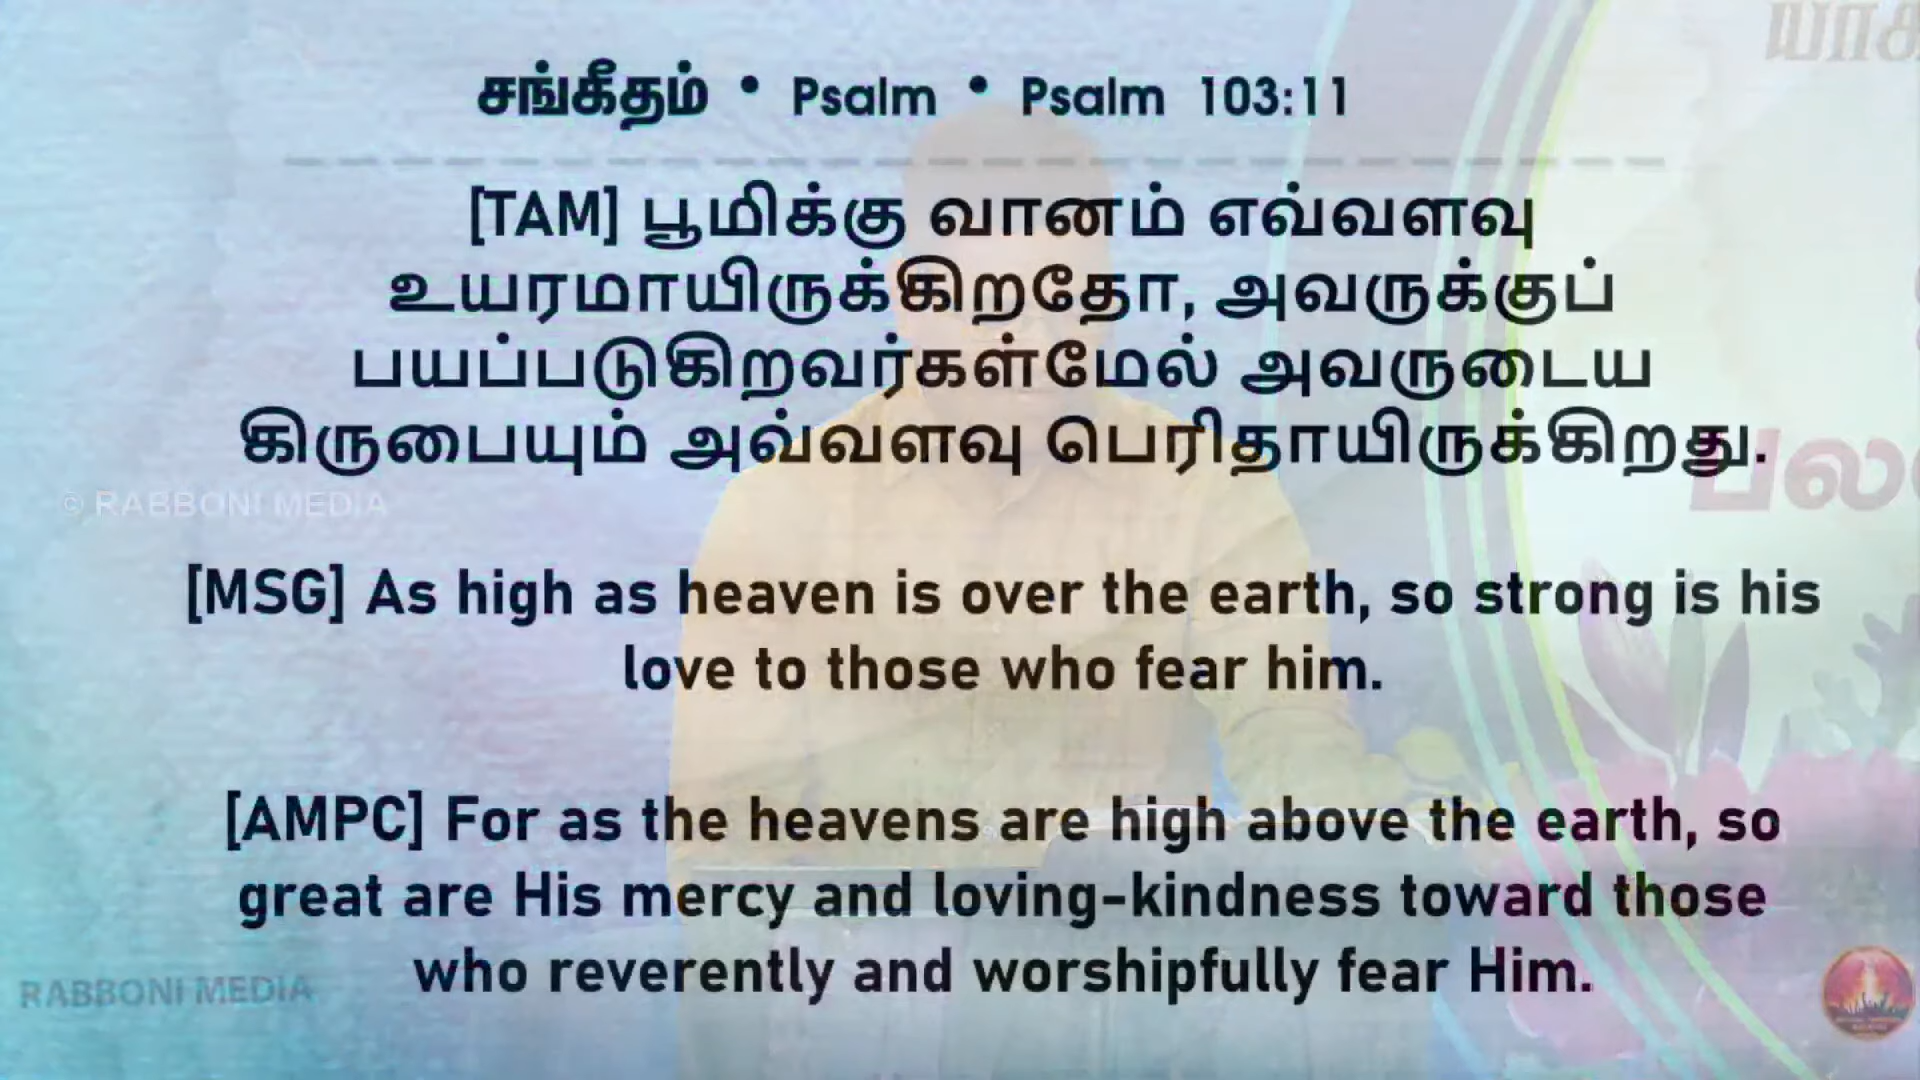 சங்கீதம் • Psalm • Psalm 103:11
[TAM] பூமிக்கு வானம் எவ்வளவு
உயரமாயிருக்கிறதோ, அவருக்குப்
பயப்படுகிறவர்கள்மேல் அவருடைய
கிருபையும் அவ்வளவு பெரிதாயிருக்கிறது.
© RABBONI MEDIA
[MSG] As high as heaven is over the earth, so strong is his
love to those who fear him.
[AMPC] For as the heavens are high above the earth, so
great are His mercy and loving-kindness toward those
who reverently and worshipfully fear Him.
RABBONI MEDIA